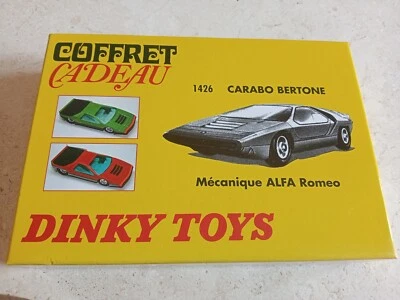 COFFRET
CADEAU
1426 CARABO BERTONE
Mécanique ALFA Romeo
DINKY TOYS